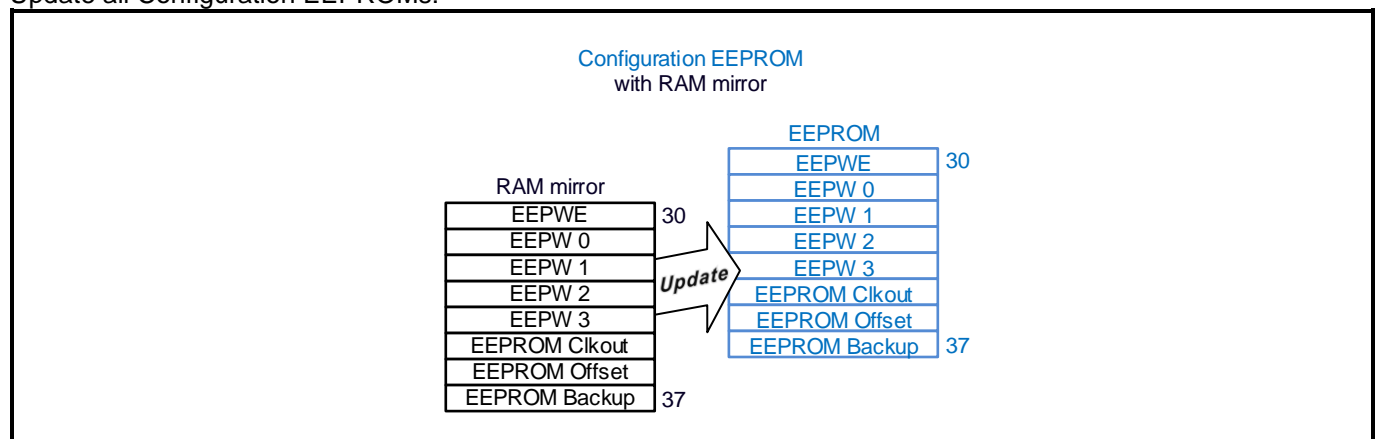 Update all Configuration EEPROMs:
Configuration EEPROM
with RAM mirror
EEPROM
EEPWE 30
EEPW 0
EEPW 1
EEPW 2
EEPW 3
EEPROM Clkout
EEPROM Offset
EEPROM Backup 37
RAM mirror
EEPWE 30
EEPW 0
EEPW 1
EEPW 2
EEPW 3
EEPROM Clkout
EEPROM Offset
EEPROM Backup 37
Update